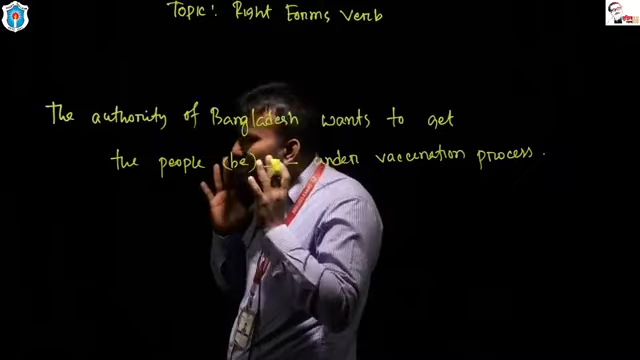 Topic: Right Forms Verb
The authority of Bangladesh wants to get
the people (be) — under vaccination process.